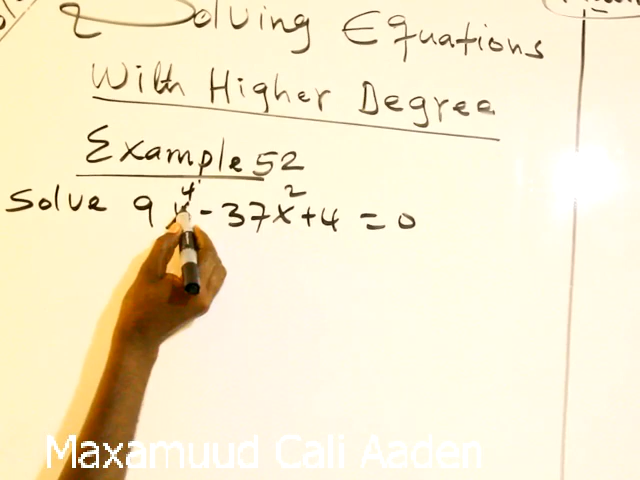 Solving Equations
With Higher Degree
Example 52
Solve 9x⁴-37x²+4=0
Maxamuud Cali Aaden